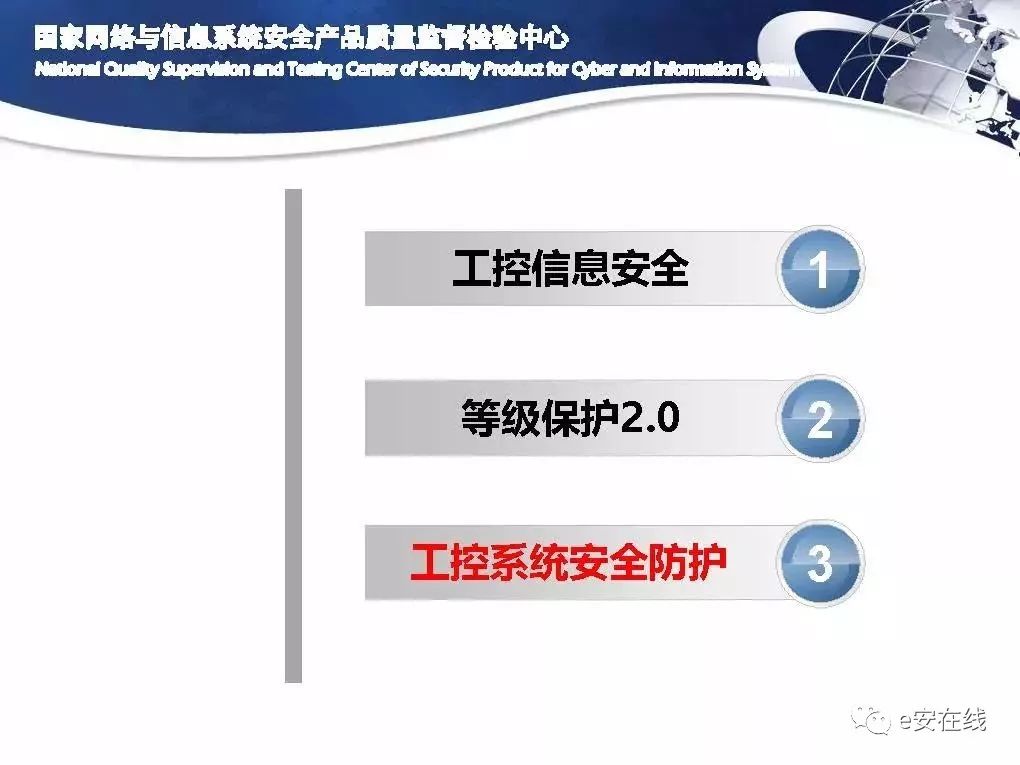 国家网络与信息系统安全产品质量监督检验中心
National Quality Supervision and Testing Center of Security Product for Cyber and Information System
工控信息安全 1
等级保护2.0 2
工控系统安全防护 3
e安在线